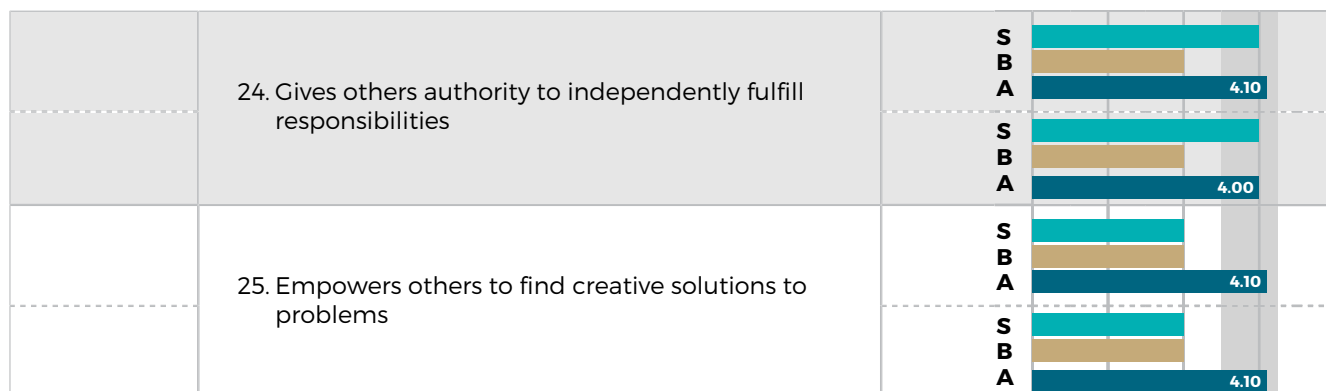 24. Gives others authority to independently fulfill
responsibilities
S
B
A 4.10
S
B
A 4.00
25. Empowers others to find creative solutions to
problems
S
B
A 4.10
S
B
A 4.10